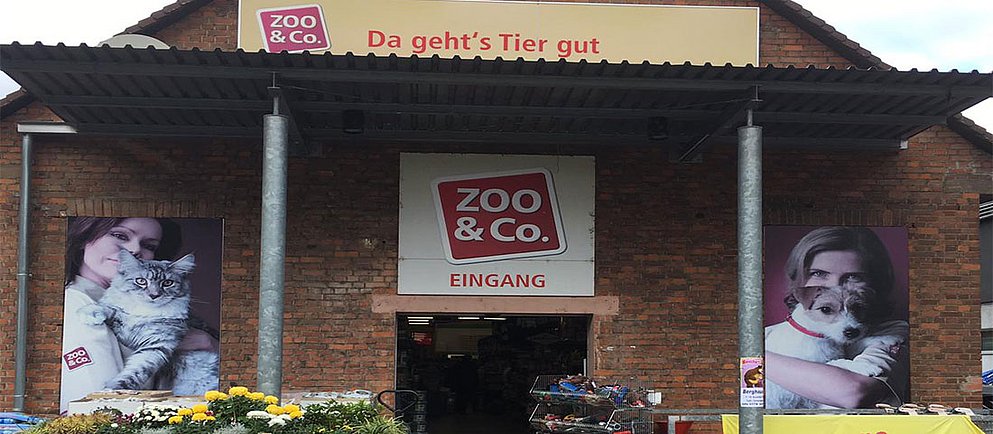 ZOO
& Co.
Da geht's Tier gut
ZOO
& Co.
EINGANG
ZOO
& Co.